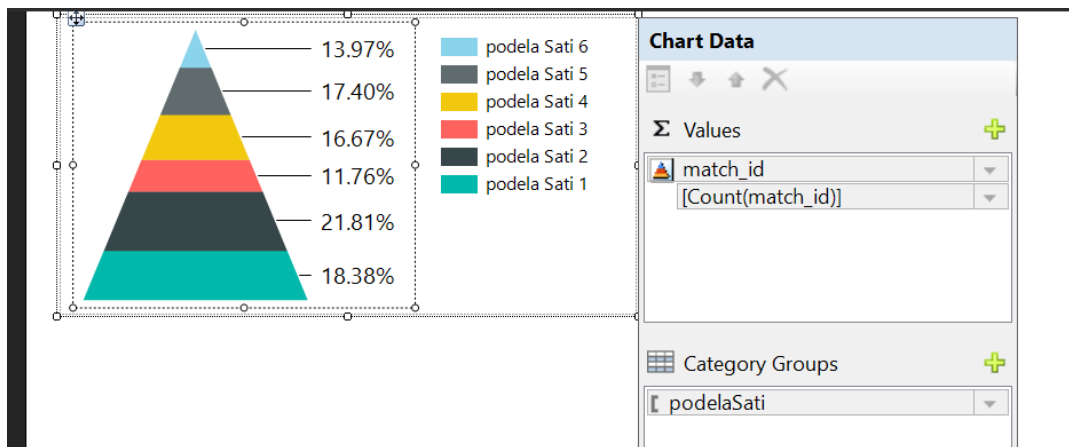 13.97%
17.40%
16.67%
11.76%
21.81%
18.38%
podela Sati 6
podela Sati 5
podela Sati 4
podela Sati 3
podela Sati 2
podela Sati 1
Chart Data
Σ Values
match_id
[Count(match_id)]
Category Groups
podelaSati